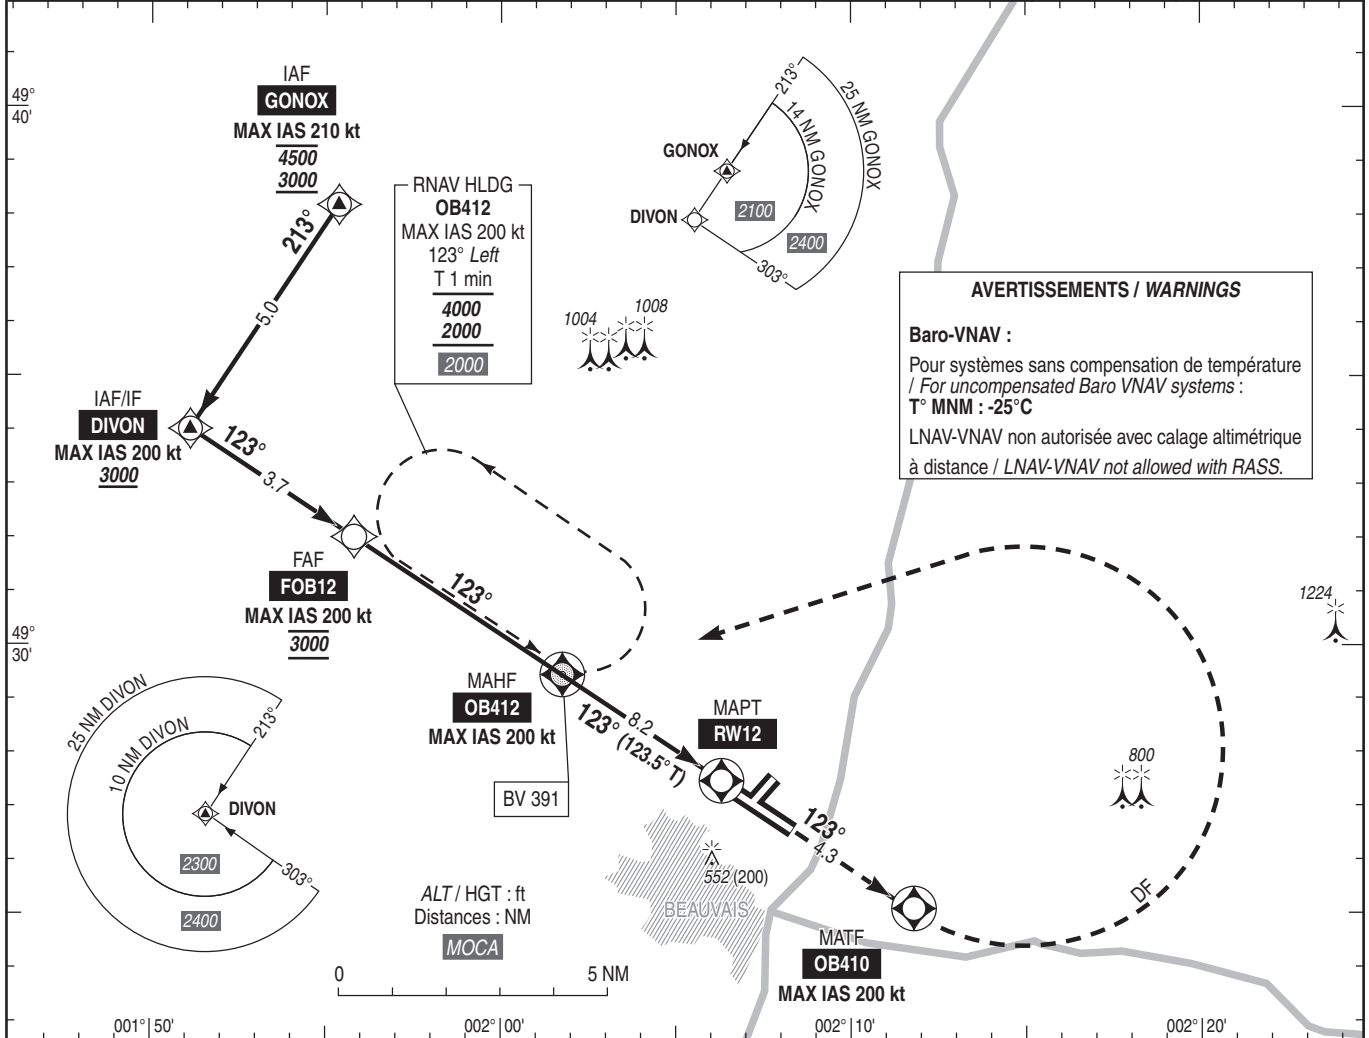 49°
40'
IAF
GONOX
MAX IAS 210 kt
4500
3000
213°
5.0
RNAV HLDG
OB412
MAX IAS 200 kt
123° Left
T 1 min
4000
2000
2000
213°
14 NM GONOX
25 NM GONOX
GONOX
DIVON
2100
2400
303°
1004
1008
AVERTISSEMENTS / WARNINGS
Baro-VNAV :
Pour systèmes sans compensation de température
/ For uncompensated Baro VNAV systems :
T° MNM : -25°C
LNAV-VNAV non autorisée avec calage altimétrique
à distance / LNAV-VNAV not allowed with RASS.
IAF/IF
DIVON
MAX IAS 200 kt
3000
123°
3.7
FAF
FOB12
MAX IAS 200 kt
3000
123°
1224
49°
30'
MAHF
OB412
MAX IAS 200 kt
8.2
123° (123.5° T)
MAPT
RW12
BV 391
25 NM DIVON
10 NM DIVON
213°
DIVON
303°
2300
2400
800
123°
4.3
552 (200)
BEAUVAIS
DF
MATF
OB410
MAX IAS 200 kt
ALT / HGT : ft
Distances : NM
MOCA
0
5 NM
001° 50'
002° 00'
002° 10'
002° 20'